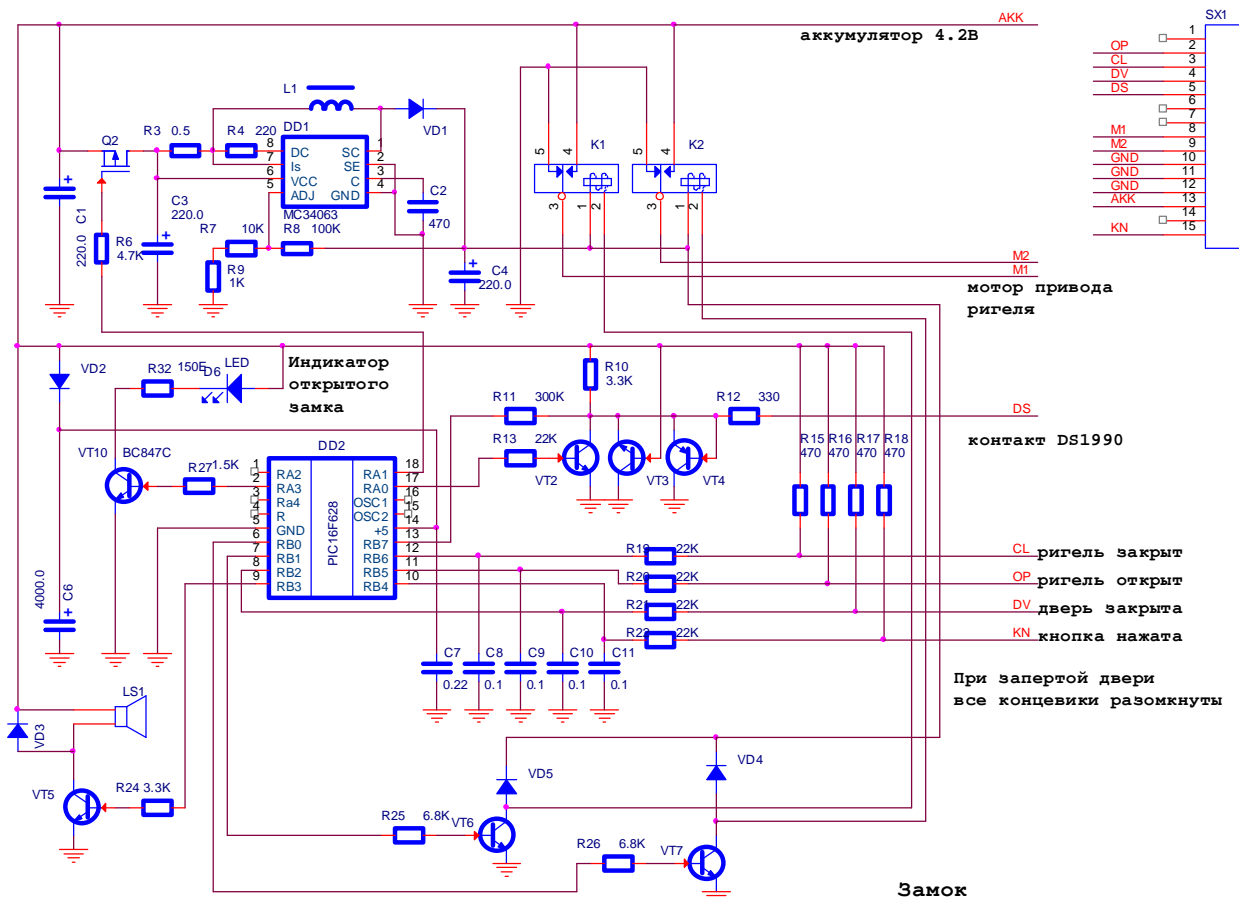 AKK
аккумулятор 4.2В
SX1
1
OP 2
CL 3
DV 4
DS 5
6
7
M1 8
M2 9
GND 10
GND 11
GND 12
AKK 13
14
KN 15
L1
VD1
Q2
R3 0.5
R4 220
DD1
8 DC SC 1
7 Is SE 2
6 VCC C 3
5 ADJ GND 4
MC34063
C2
470
K1
5 4
3 1 2
K2
5 4
3 1 2
C1
220.0
R6
4.7K
C3
220.0
R7 10K
R8 100K
R9
1K
C4
220.0
M2
M1
мотор привода
ригеля
VD2
R32 150E
D6
LED
Индикатор
открытого
замка
R10
3.3K
R11 300K
R12 330
R13 22K
DS
контакт DS1990
VT2
VT3
VT4
R15
470
R16
470
R17
470
R18
470
VT10 BC847C
R27 1.5K
DD2
PIC16F628
1 RA2 RA1 18
2 RA3 RA0 17
3 Ra4 OSC1 16
4 R OSC2 15
5 GND +5 14
6 RB0 RB7 13
7 RB1 RB6 12
8 RB2 RB5 11
9 RB3 RB4 10
R19 22K
CL ригель закрыт
R20 22K
OP ригель открыт
R21 22K
DV дверь закрыта
R22 22K
KN кнопка нажата
4000.0
C6
C7
0.22
C8
0.1
C9
0.1
C10
0.1
C11
0.1
При запертой двери
все концевики разомкнуты
LS1
VD3
VT5
R24 3.3K
VD5
VD4
R25 6.8K
VT6
R26 6.8K
VT7
Замок